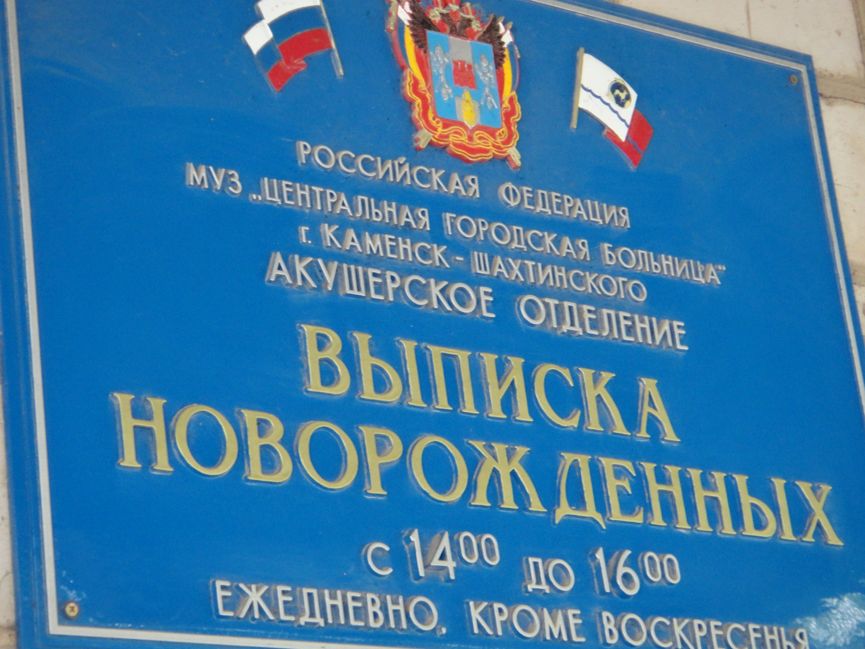 РОССИЙСКАЯ ФЕДЕРАЦИЯ
МУЗ „ЦЕНТРАЛЬНАЯ ГОРОДСКАЯ БОЛЬНИЦА"
г. КАМЕНСК - ШАХТИНСКОГО
АКУШЕРСКОЕ ОТДЕЛЕНИЕ
ВЫПИСКА
НОВОРОЖДЕННЫХ
С 14⁰⁰ ДО 16⁰⁰
ЕЖЕДНЕВНО, КРОМЕ ВОСКРЕСЕНЬЯ